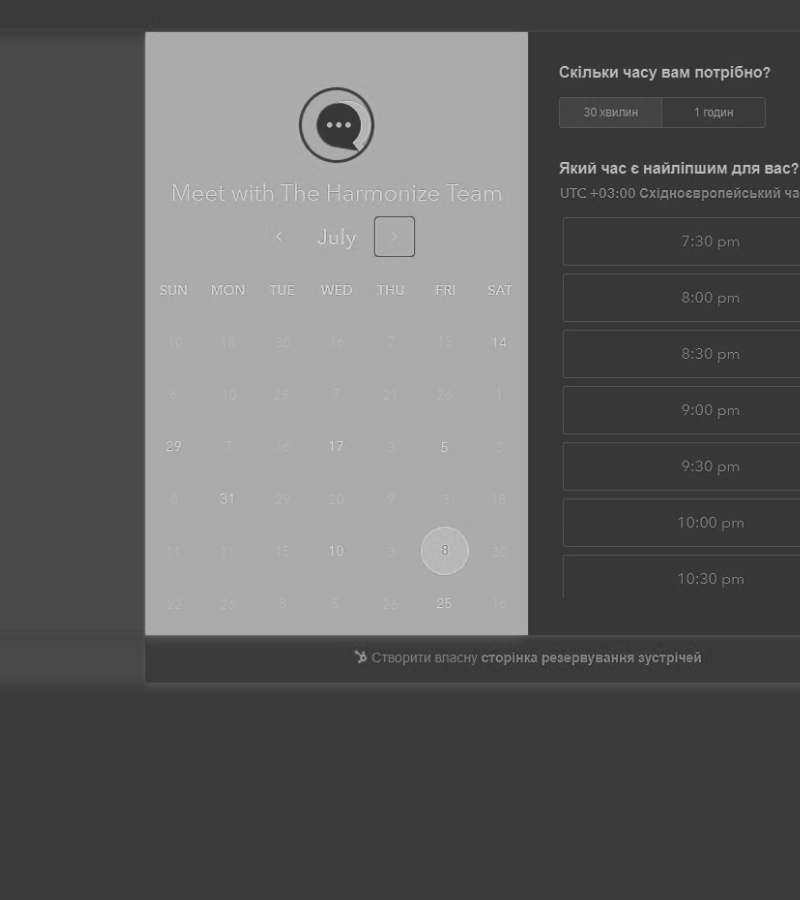 Meet with The Harmonize Team
July
SUN MON TUE WED THU FRI SAT
10 18 30 16 2 15 14
6 10 25 7 21 26 1
29 7 16 17 3 5 3
8 31 29 20 9 3 18
11 11 15 10 3 8 30
22 26 8 5 26 25 16
Скільки часу вам потрібно?
30 хвилин 1 годин
Який час є найліпшим для вас?
UTC +03:00 Східноєвропейський ча
7:30 pm
8:00 pm
8:30 pm
9:00 pm
9:30 pm
10:00 pm
10:30 pm
Створити власну сторінка резервування зустрічей